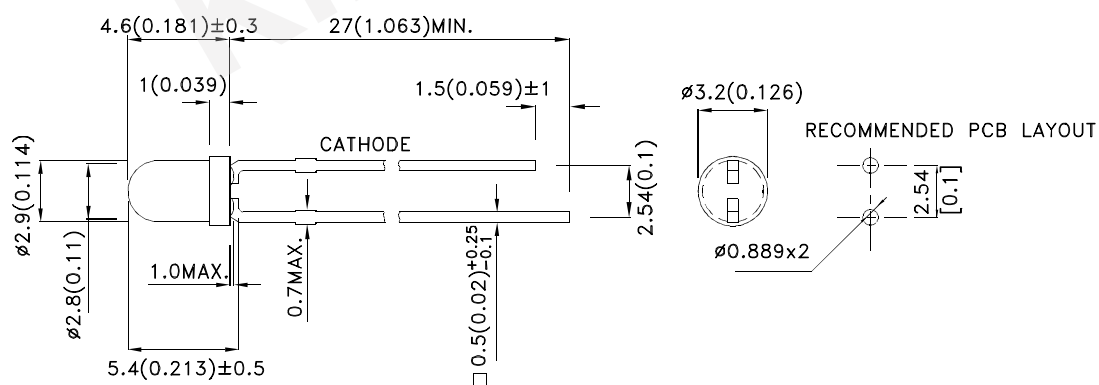 4.6(0.181)±0.3
27(1.063)MIN.
1(0.039)
1.5(0.059)±1
ø3.2(0.126)
CATHODE
RECOMMENDED PCB LAYOUT
ø2.9(0.114)
ø2.8(0.11)
2.54(0.1)
2.54
[0.1]
1.0MAX.
0.7MAX.
□0.5(0.02)+0.25
-0.1
ø0.889x2
5.4(0.213)±0.5